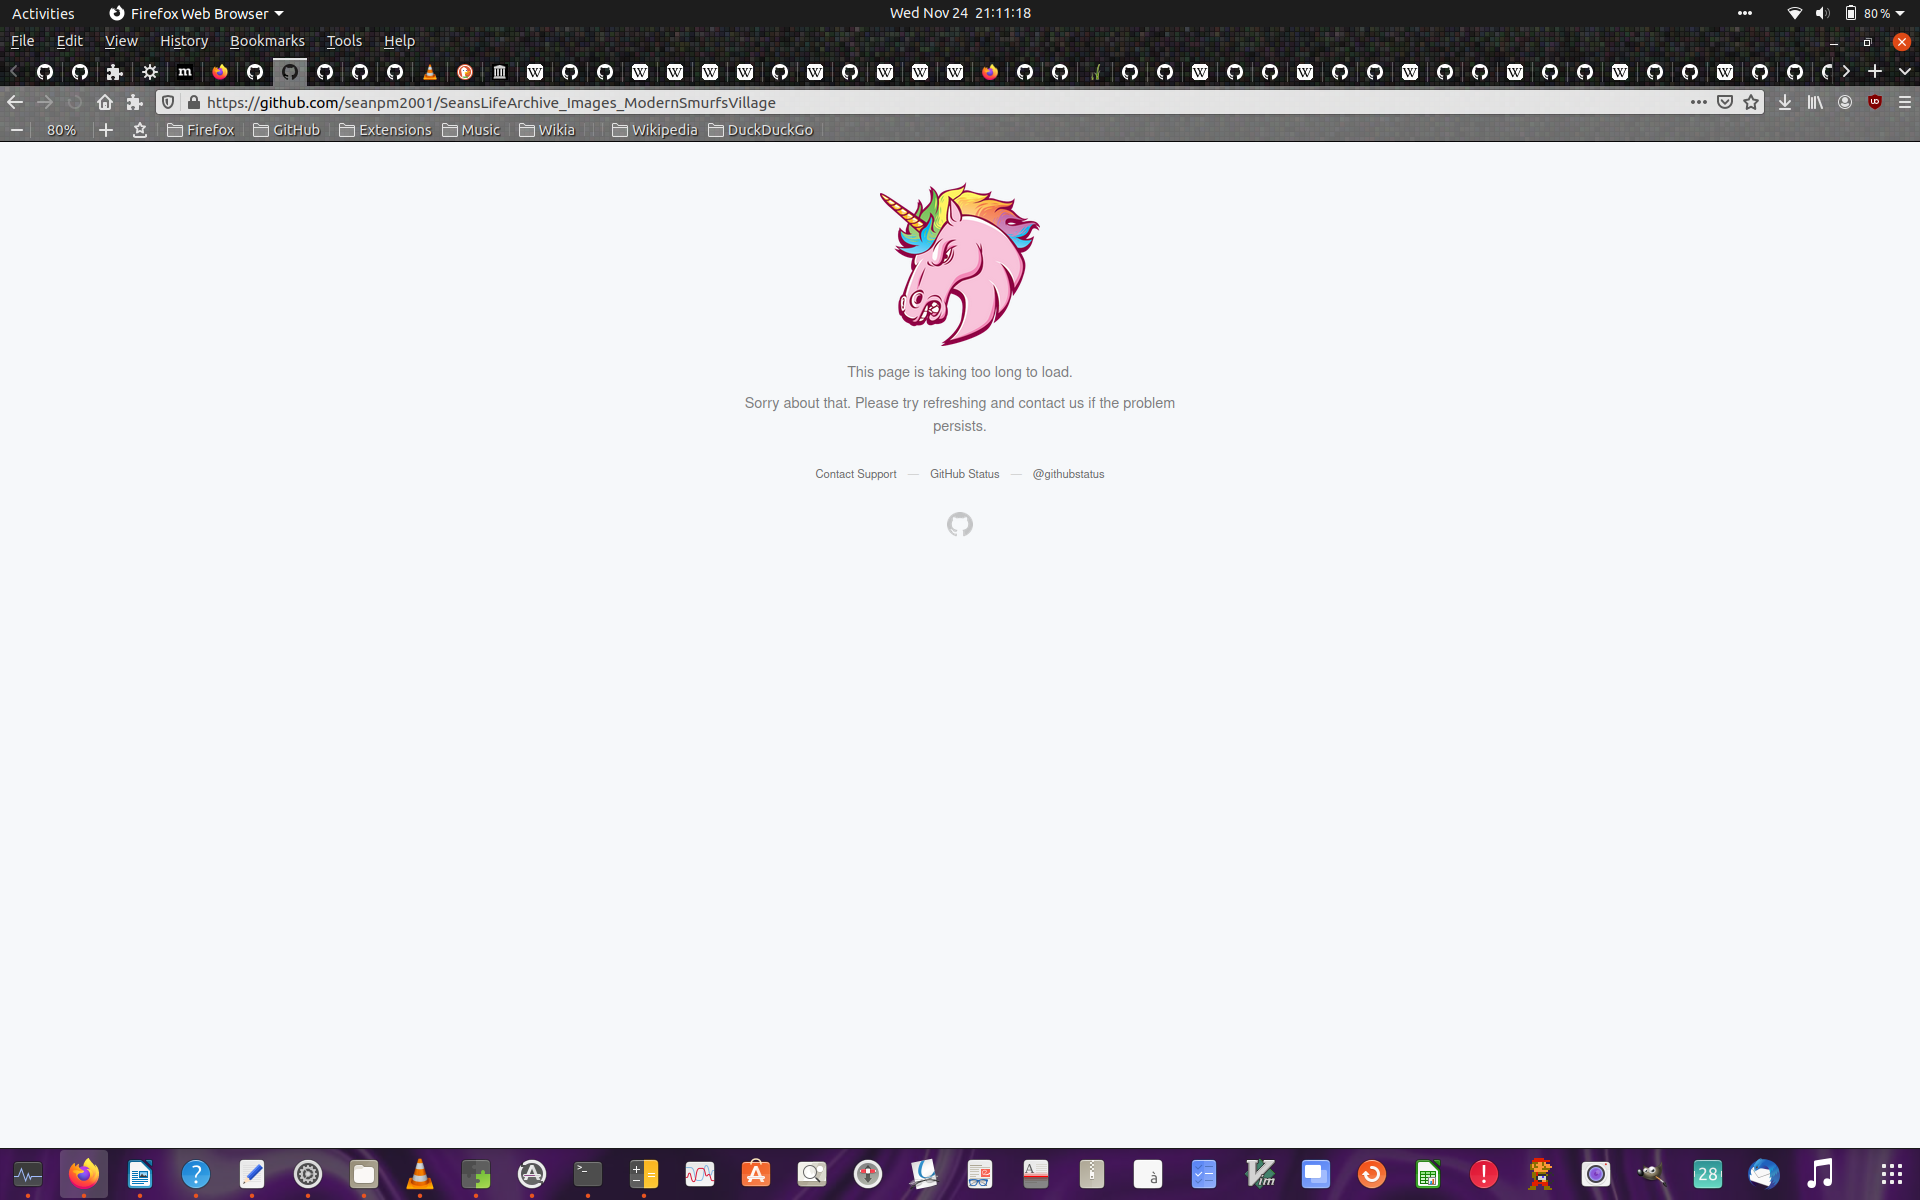 Activities Firefox Web Browser Wed Nov 24 21:11:18 80 %
File Edit View History Bookmarks Tools Help
https://github.com/seanpm2001/SeansLifeArchive_Images_ModernSmurfsVillage
80% Firefox GitHub Extensions Music Wikia Wikipedia DuckDuckGo
This page is taking too long to load.
Sorry about that. Please try refreshing and contact us if the problem
persists.
Contact Support — GitHub Status — @githubstatus
28